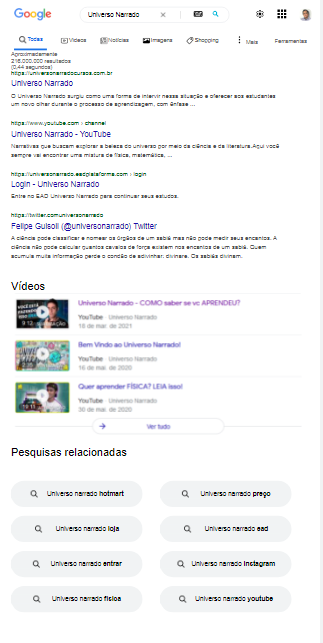 Google
Universo Narrado
Todas
Vídeos
Notícias
Imagens
Shopping
Mais
Ferramentas
Aproximadamente
216,000,000 resultados
(0,44 segundos)
https://universonarradocursos.com.br
Universo Narrado
O Universo Narrado surgiu como uma forma de intervir nessa situação e oferecer aos estudantes
um novo olhar durante o processo de aprendizagem, com ênfase ...
https://www.youtube.com › channel
Universo Narrado - YouTube
Narrativas que buscam explorar a beleza do universo por meio da ciência e da literatura.Aqui você
sempre vai encontrar uma mistura de física, matemática, ...
https://universonarrado.eadplataforma.com › login
Login - Universo Narrado
Entre no EAD Universo Narrado para continuar seus estudos.
https://twitter.com/universonarrado
Felipe Guisoli (@universonarrado) Twitter
A ciência pode classificar e nomear os órgãos de um sabiá mas não pode medir seus encantos. A
ciência não pode calcular quantos cavalos de força existem nos encantos de um sabiá. Quem
acumula muita informação perde o condão de adivinhar: divinare. Os sabiás divinam.
Vídeos
Universo Narrado - COMO saber se vc APRENDEU?
YouTube · Universo Narrado
18 de mar. de 2021
9:12
Bem Vindo ao Universo Narrado!
YouTube · Universo Narrado
16 de mar. de 2020
Quer aprender FÍSICA? LEIA isso!
YouTube · Universo Narrado
30 de mar. de 2020
10:11
Ver tudo
Pesquisas relacionadas
Universo narrado hotmart
Universo narrado preço
Universo narrado loja
Universo narrado ead
Universo narrado entrar
Universo narrado instagram
Universo narrado física
Universo narrado youtube